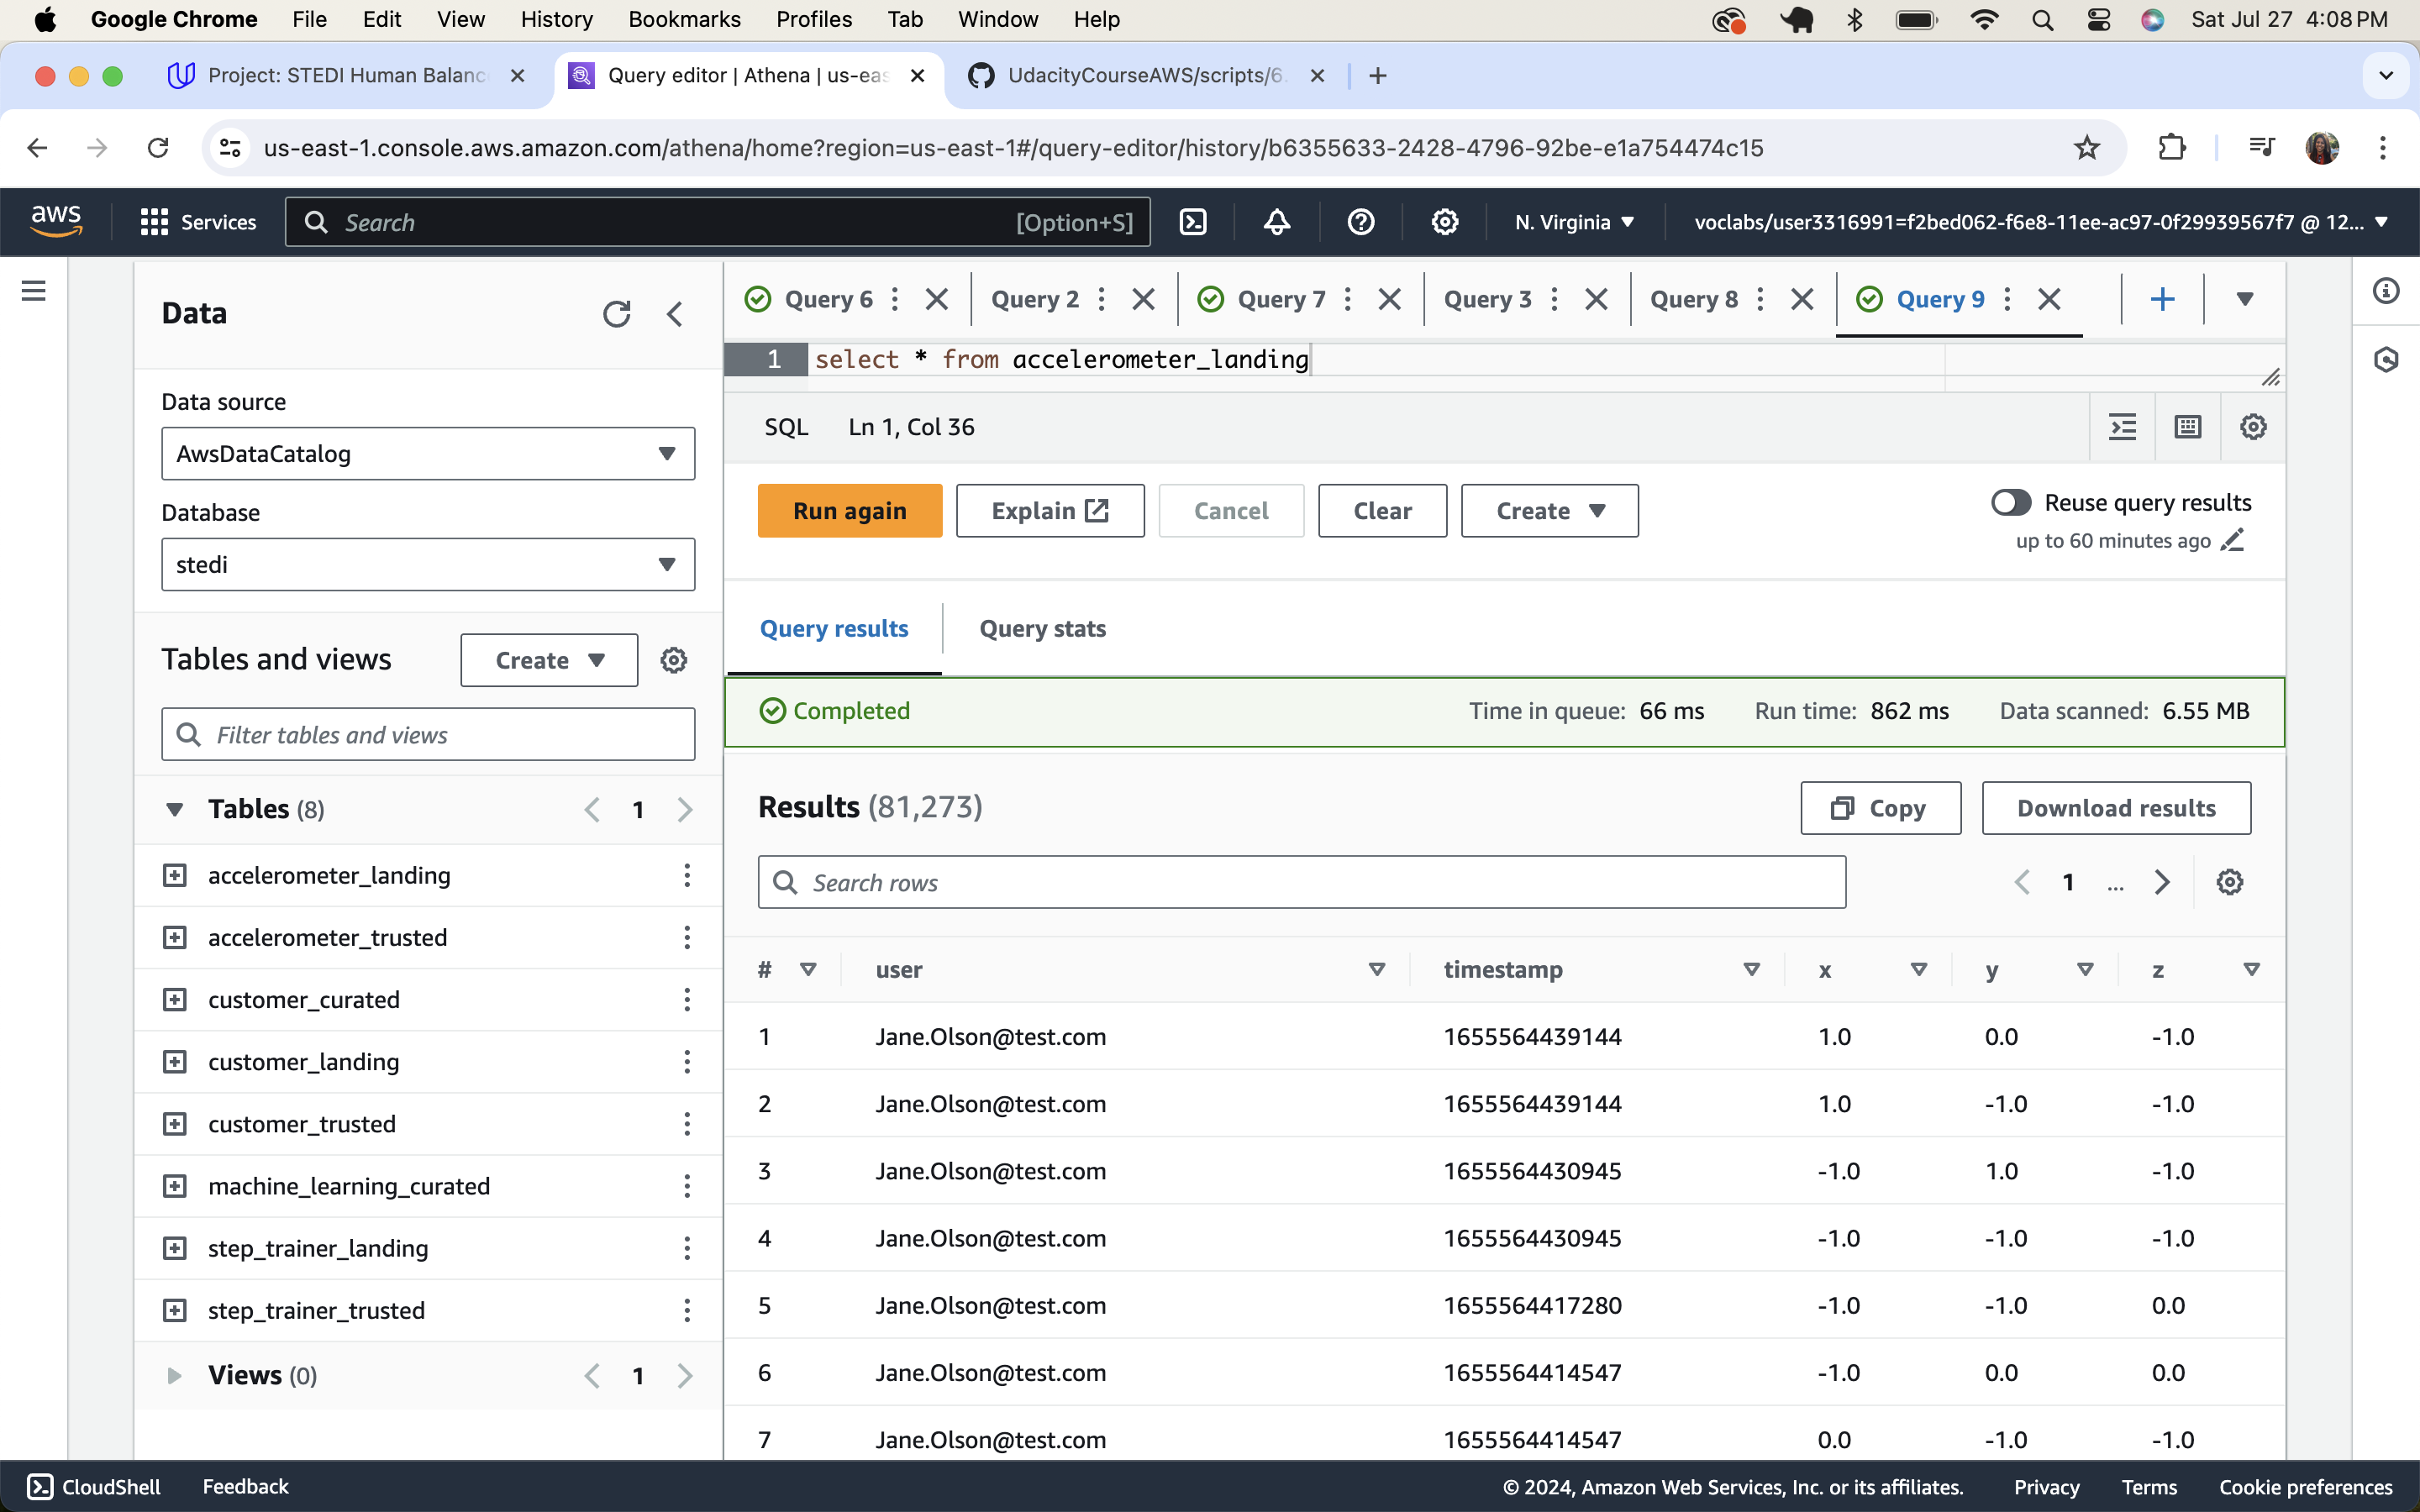 Google Chrome File Edit View History Bookmarks Profiles Tab Window Help Sat Jul 27 4:08 PM
Project: STEDI Human Balanc Query editor | Athena | us-eas UdacityCourseAWS/scripts/6.
us-east-1.console.aws.amazon.com/athena/home?region=us-east-1#/query-editor/history/b6355633-2428-4796-92be-e1a754474c15
aws Services Search [Option+S] N. Virginia voclabs/user3316991=f2bed062-f6e8-11ee-ac97-0f29939567f7 @ 12...
Data
Query 6 Query 2 Query 7 Query 3 Query 8 Query 9
1 select * from accelerometer_landing
SQL Ln 1, Col 36
Data source
AwsDataCatalog
Database
stedi
Run again Explain Cancel Clear Create
Reuse query results
up to 60 minutes ago
Tables and views Create
Filter tables and views
Query results Query stats
Completed Time in queue: 66 ms Run time: 862 ms Data scanned: 6.55 MB
Tables (8) 1
accelerometer_landing
accelerometer_trusted
customer_curated
customer_landing
customer_trusted
machine_learning_curated
step_trainer_landing
step_trainer_trusted
Views (0) 1
Results (81,273) Copy Download results
Search rows 1 ...
# user timestamp x y z
1 Jane.Olson@test.com 1655564439144 1.0 0.0 -1.0
2 Jane.Olson@test.com 1655564439144 1.0 -1.0 -1.0
3 Jane.Olson@test.com 1655564430945 -1.0 1.0 -1.0
4 Jane.Olson@test.com 1655564430945 -1.0 -1.0 -1.0
5 Jane.Olson@test.com 1655564417280 -1.0 -1.0 0.0
6 Jane.Olson@test.com 1655564414547 -1.0 0.0 0.0
7 Jane.Olson@test.com 1655564414547 0.0 -1.0 -1.0
CloudShell Feedback © 2024, Amazon Web Services, Inc. or its affiliates. Privacy Terms Cookie preferences